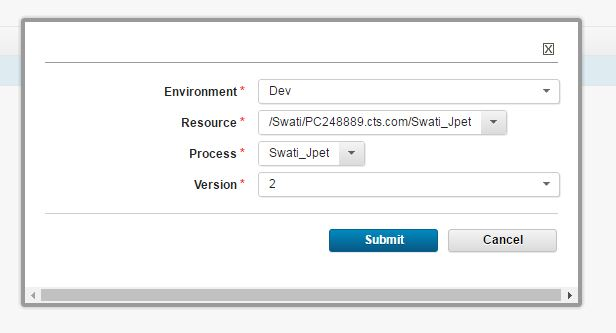 Environment * Dev
Resource * /Swati/PC248889.cts.com/Swati_Jpet
Process * Swati_Jpet
Version * 2
Submit Cancel